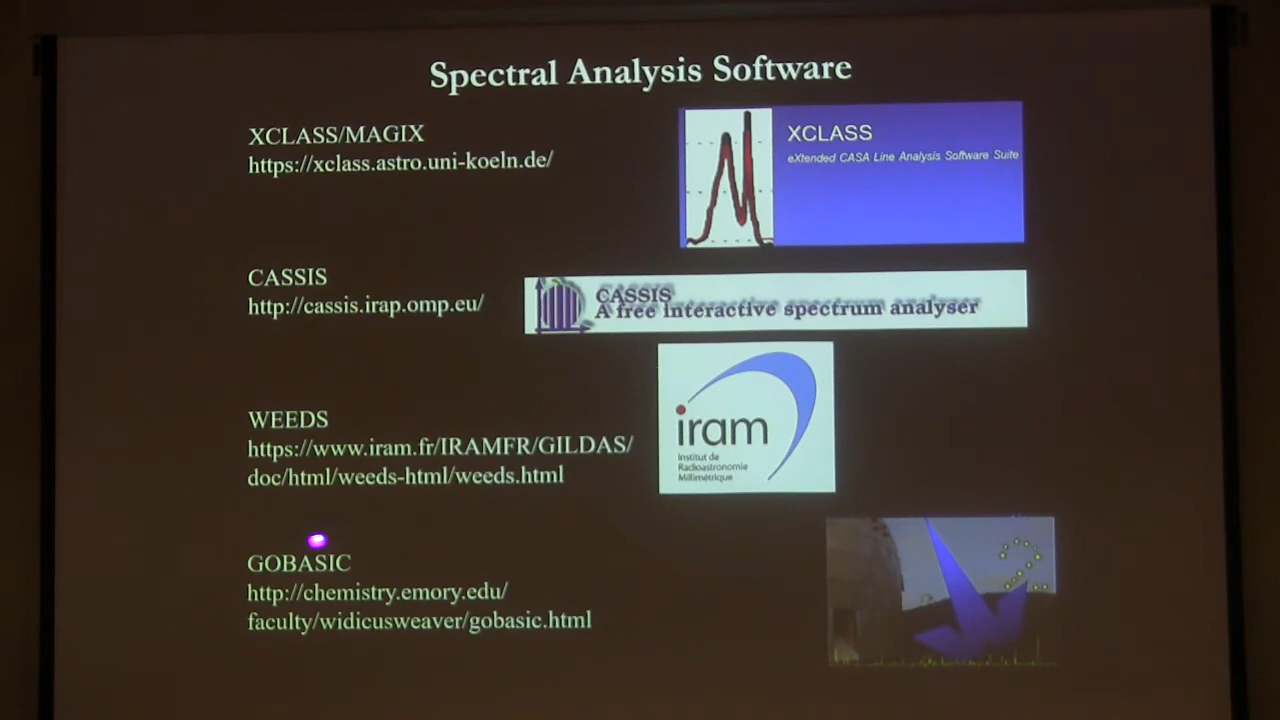 Spectral Analysis Software
XCLASS/MAGIX
https://xclass.astro.uni-koeln.de/
XCLASS
eXtended CASA Line Analysis Software Suite
CASSIS
http://cassis.irap.omp.eu/
CASSIS
A free interactive spectrum analyser
WEEDS
https://www.iram.fr/IRAMFR/GILDAS/
doc/html/weeds-html/weeds.html
iram
Institut de
Radioastronomie
Millimétrique
GOBASIC
http://chemistry.emory.edu/
faculty/widicusweaver/gobasic.html